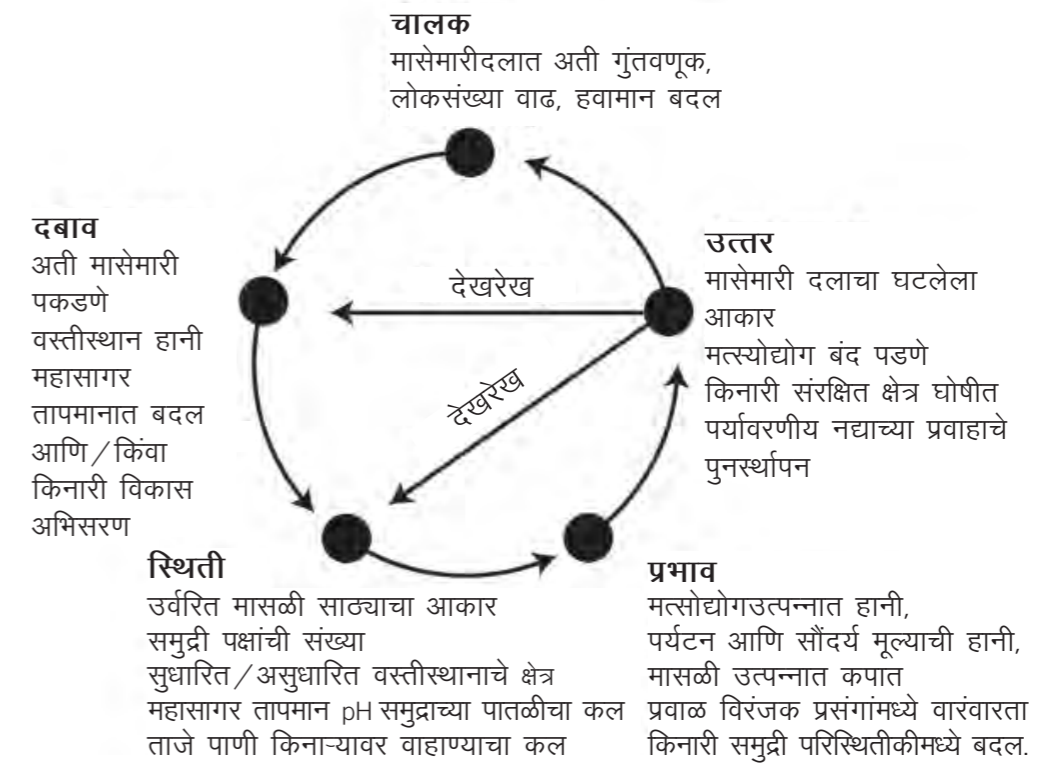 चालक
मासेमारीदलात अती गुंतवणूक,
लोकसंख्या वाढ, हवामान बदल
दबाव
अती मासेमारी
पकडणे
वस्तीस्थान हानी
महासागर
तापमानात बदल
आणि/किंवा
किनारी विकास
अभिसरण
देखरेख
देखरेख
उत्तर
मासेमारी दलाचा घटलेला
आकार
मत्स्योद्योग बंद पडणे
किनारी संरक्षित क्षेत्र घोषीत
पर्यावरणीय नद्याच्या प्रवाहाचे
पुनर्स्थापन
स्थिती
उर्वरित मासळी साठ्याचा आकार
समुद्री पक्षांची संख्या
सुधारित/असुधारित वस्तीस्थानाचे क्षेत्र
महासागर तापमान pH समुद्राच्या पातळीचा कल
ताजे पाणी किनाऱ्यावर वाहाण्याचा कल
प्रभाव
मत्सोद्योगउत्पन्नात हानी,
पर्यटन आणि सौंदर्य मूल्याची हानी,
मासळी उत्पन्नात कपात
प्रवाळ विरंजक प्रसंगांमध्ये वारंवारता
किनारी समुद्री परिस्थितीकीमध्ये बदल.